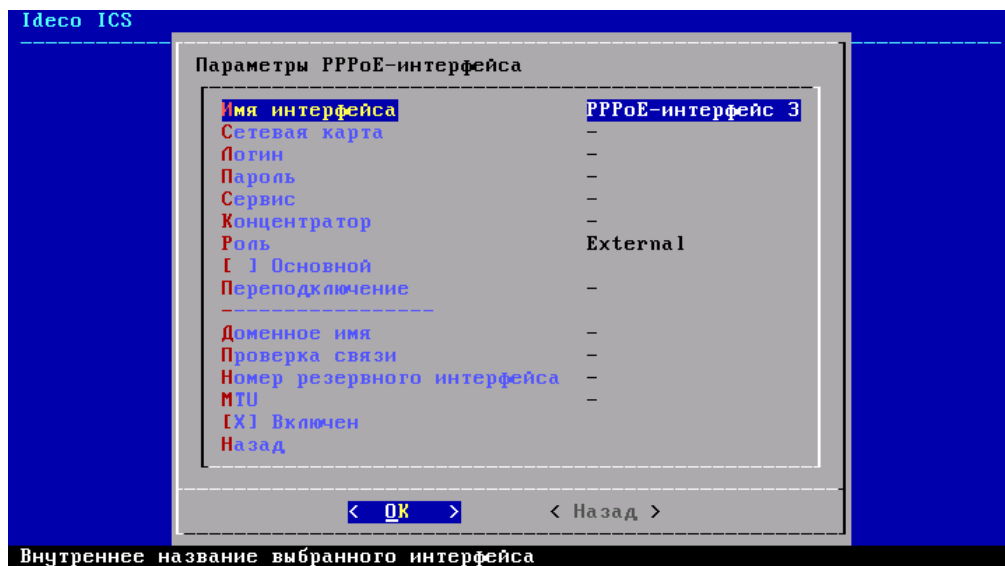 Ideco ICS
Параметры PPPoE-интерфейса
Имя интерфейса PPPoE-интерфейс 3
Сетевая карта -
Логин -
Пароль -
Сервис -
Концентратор -
Роль External
[ ] Основной
Переподключение -
-----------------
Доменное имя -
Проверка связи -
Номер резервного интерфейса -
MTU -
[X] Включен
Назад
< OK > < Назад >
Внутреннее название выбранного интерфейса